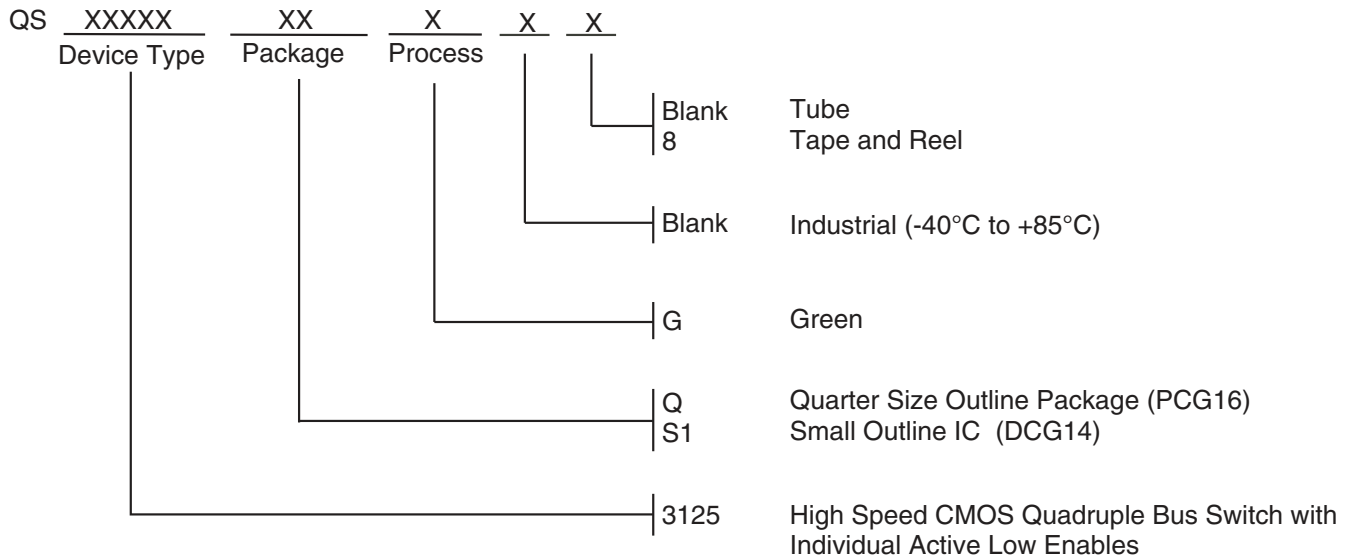 QS XXXXX XX X X X
Device Type Package Process
Blank Tube
8 Tape and Reel
Blank Industrial (-40°C to +85°C)
G Green
Q Quarter Size Outline Package (PCG16)
S1 Small Outline IC (DCG14)
3125 High Speed CMOS Quadruple Bus Switch with
Individual Active Low Enables